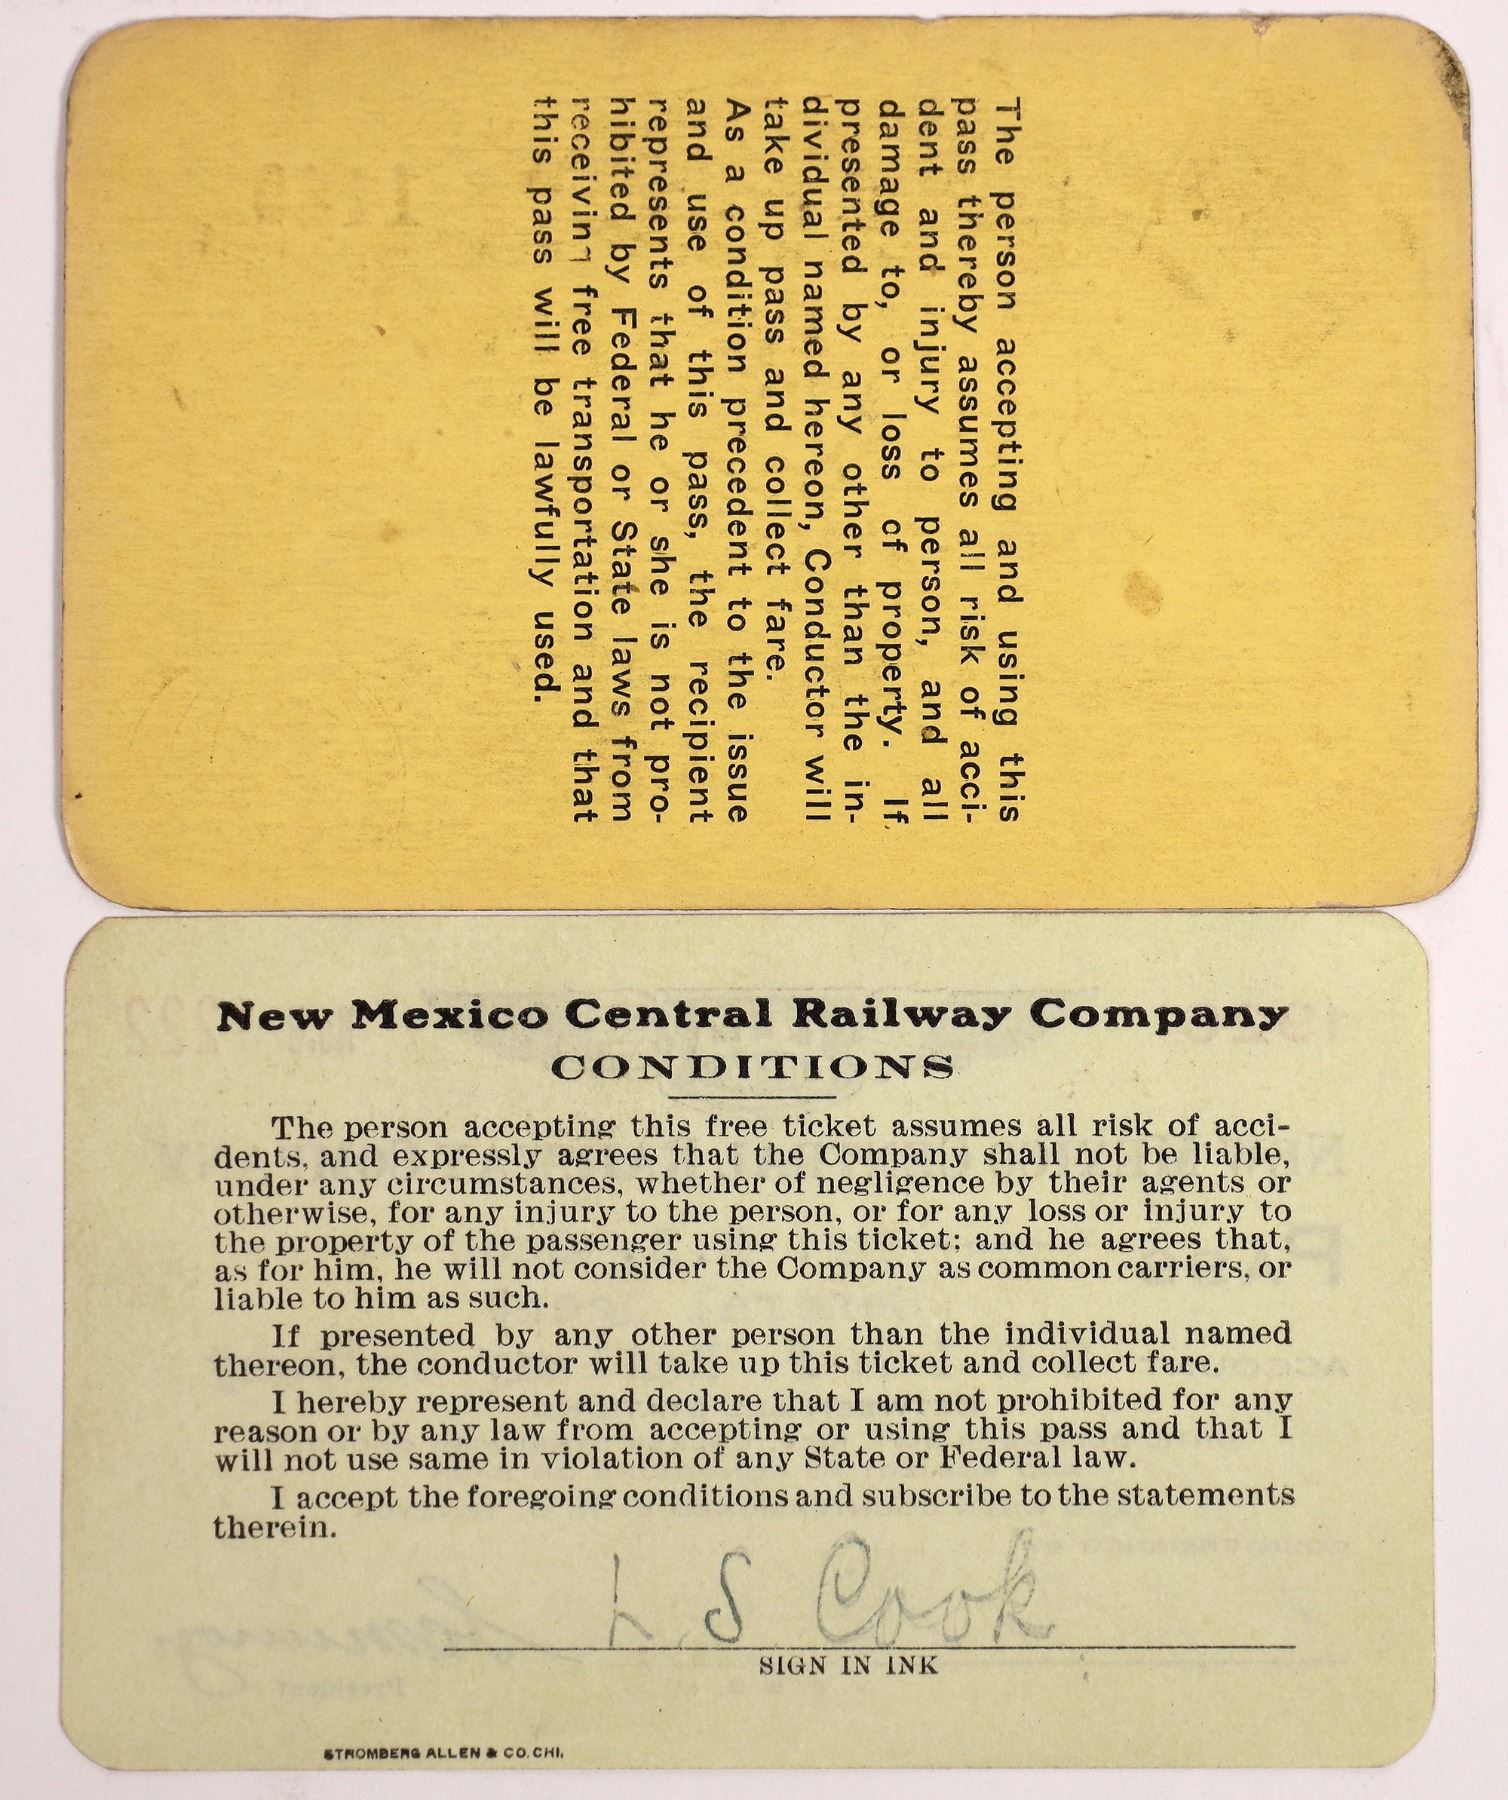 The person accepting and using this
pass thereby assumes all risk of acci-
dent and injury to person, and all
damage to, or loss of property. If
presented by any other than the in-
dividual named hereon, Conductor will
take up pass and collect fare.
As a condition precedent to the issue
and use of this pass, the recipient
represents that he or she is not pro-
hibited by Federal or State laws from
receiving free transportation and that
this pass will be lawfully used.
New Mexico Central Railway Company
CONDITIONS
The person accepting this free ticket assumes all risk of acci-
dents, and expressly agrees that the Company shall not be liable,
under any circumstances, whether of negligence by their agents or
otherwise, for any injury to the person, or for any loss or injury to
the property of the passenger using this ticket; and he agrees that,
as for him, he will not consider the Company as common carriers, or
liable to him as such.
If presented by any other person than the individual named
thereon, the conductor will take up this ticket and collect fare.
I hereby represent and declare that I am not prohibited for any
reason or by any law from accepting or using this pass and that I
will not use same in violation of any State or Federal law.
I accept the foregoing conditions and subscribe to the statements
therein.
L. S. Cook
SIGN IN INK
STROMBERG ALLEN & CO. CHI.